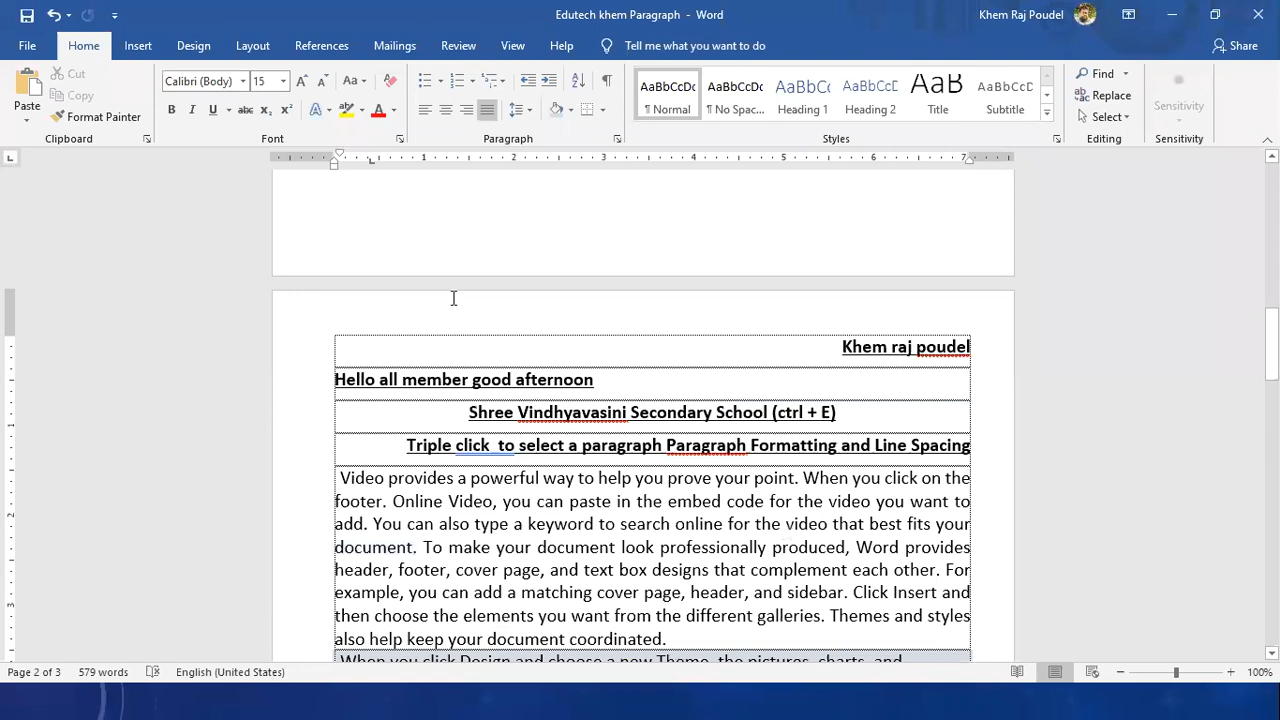 Edutech khem Paragraph - Word
Khem Raj Poudel
File Home Insert Design Layout References Mailings Review View Help Tell me what you want to do Share
Paste
Cut
Copy
Format Painter
Clipboard
Calibri (Body) 15
Font
Paragraph
AaBbCcDc AaBbCcDc AaBbCc AaBbCcD AaB AaBbCcD
¶ Normal ¶ No Spac... Heading 1 Heading 2 Title Subtitle
Styles
Find
Replace
Select
Editing
Sensitivity
Sensitivity
1 2 3 4 5 6 7
Khem raj poudel
Hello all member good afternoon
Shree Vindhyavasini Secondary School (ctrl + E)
Triple click  to select a paragraph Paragraph Formatting and Line Spacing
Video provides a powerful way to help you prove your point. When you click on the
footer. Online Video, you can paste in the embed code for the video you want to
add. You can also type a keyword to search online for the video that best fits your
document. To make your document look professionally produced, Word provides
header, footer, cover page, and text box designs that complement each other. For
example, you can add a matching cover page, header, and sidebar. Click Insert and
then choose the elements you want from the different galleries. Themes and styles
also help keep your document coordinated.
When you click Design and choose a new Theme, the pictures, charts, and
Page 2 of 3 579 words English (United States) 100%